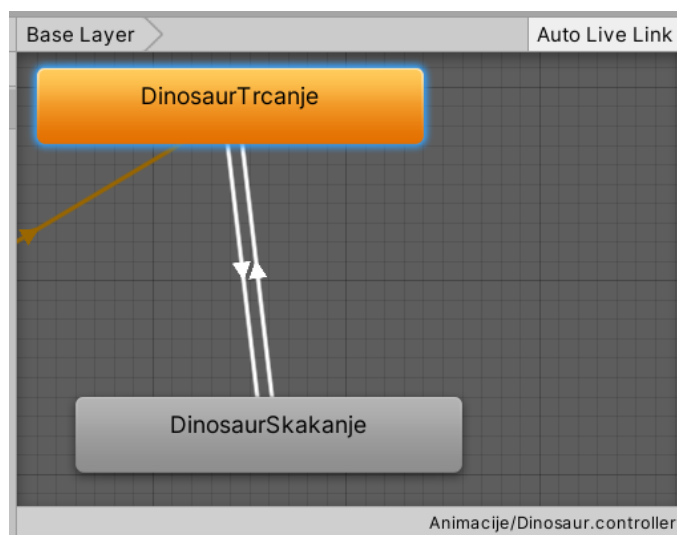 Base Layer
Auto Live Link
DinosaurTrcanje
DinosaurSkakanje
Animacije/Dinosaur.controller